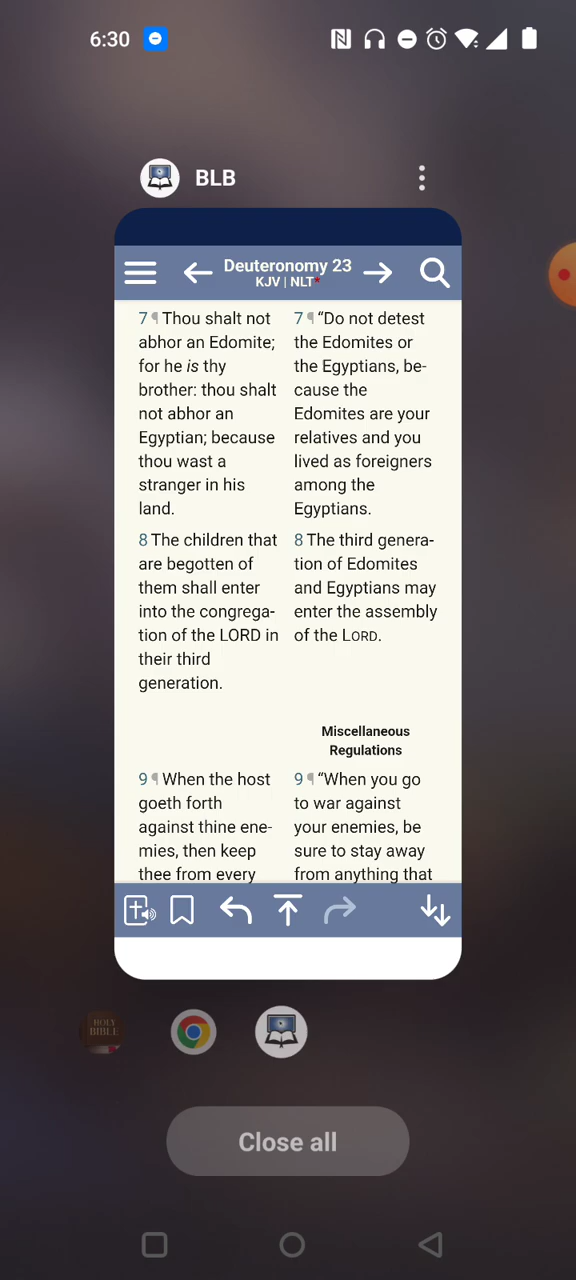 6:30
BLB
Deuteronomy 23
KJV | NLT*
7 ¶ Thou shalt not
abhor an Edomite;
for he is thy
brother: thou shalt
not abhor an
Egyptian; because
thou wast a
stranger in his
land.
7 ¶ “Do not detest
the Edomites or
the Egyptians, be-
cause the
Edomites are your
relatives and you
lived as foreigners
among the
Egyptians.
8 The children that
are begotten of
them shall enter
into the congrega-
tion of the LORD in
their third
generation.
8 The third genera-
tion of Edomites
and Egyptians may
enter the assembly
of the LORD.
Miscellaneous
Regulations
9 ¶ When the host
goeth forth
against thine ene-
mies, then keep
thee from every
9 ¶ “When you go
to war against
your enemies, be
sure to stay away
from anything that
HOLY
BIBLE
Close all